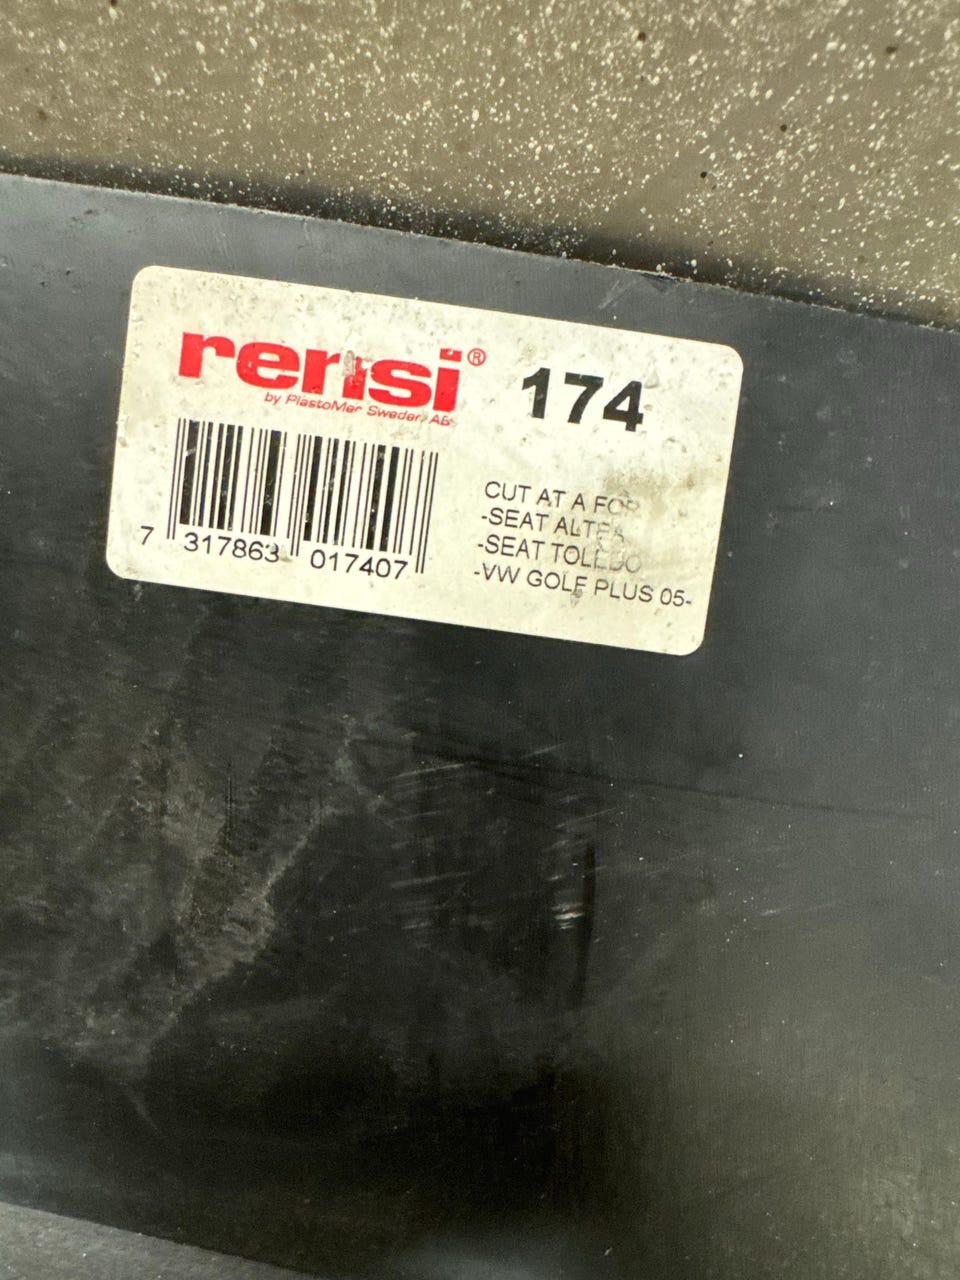 rensi® 174
by PlastoMer Sweden AB
7 317863 017407
CUT AT A FOR
-SEAT ALTEA
-SEAT TOLEDO
-VW GOLF PLUS 05-